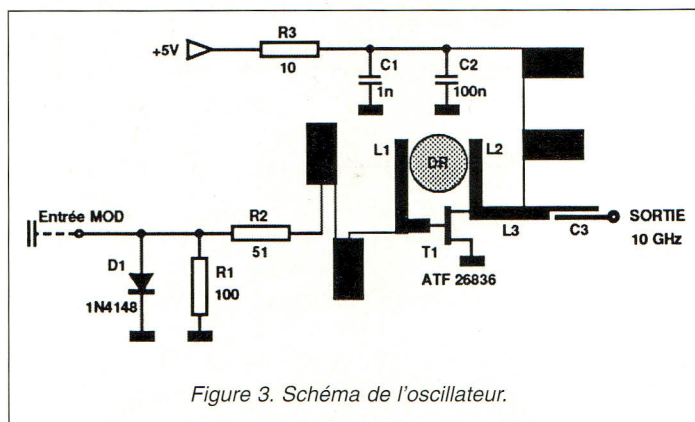 +5V
R3
10
C1
1n
C2
100n
L1
DR
L2
Entrée MOD
R2
51
D1
1N4148
R1
100
T1
ATF 26836
L3
C3
SORTIE
10 GHz
Figure 3. Schéma de l'oscillateur.